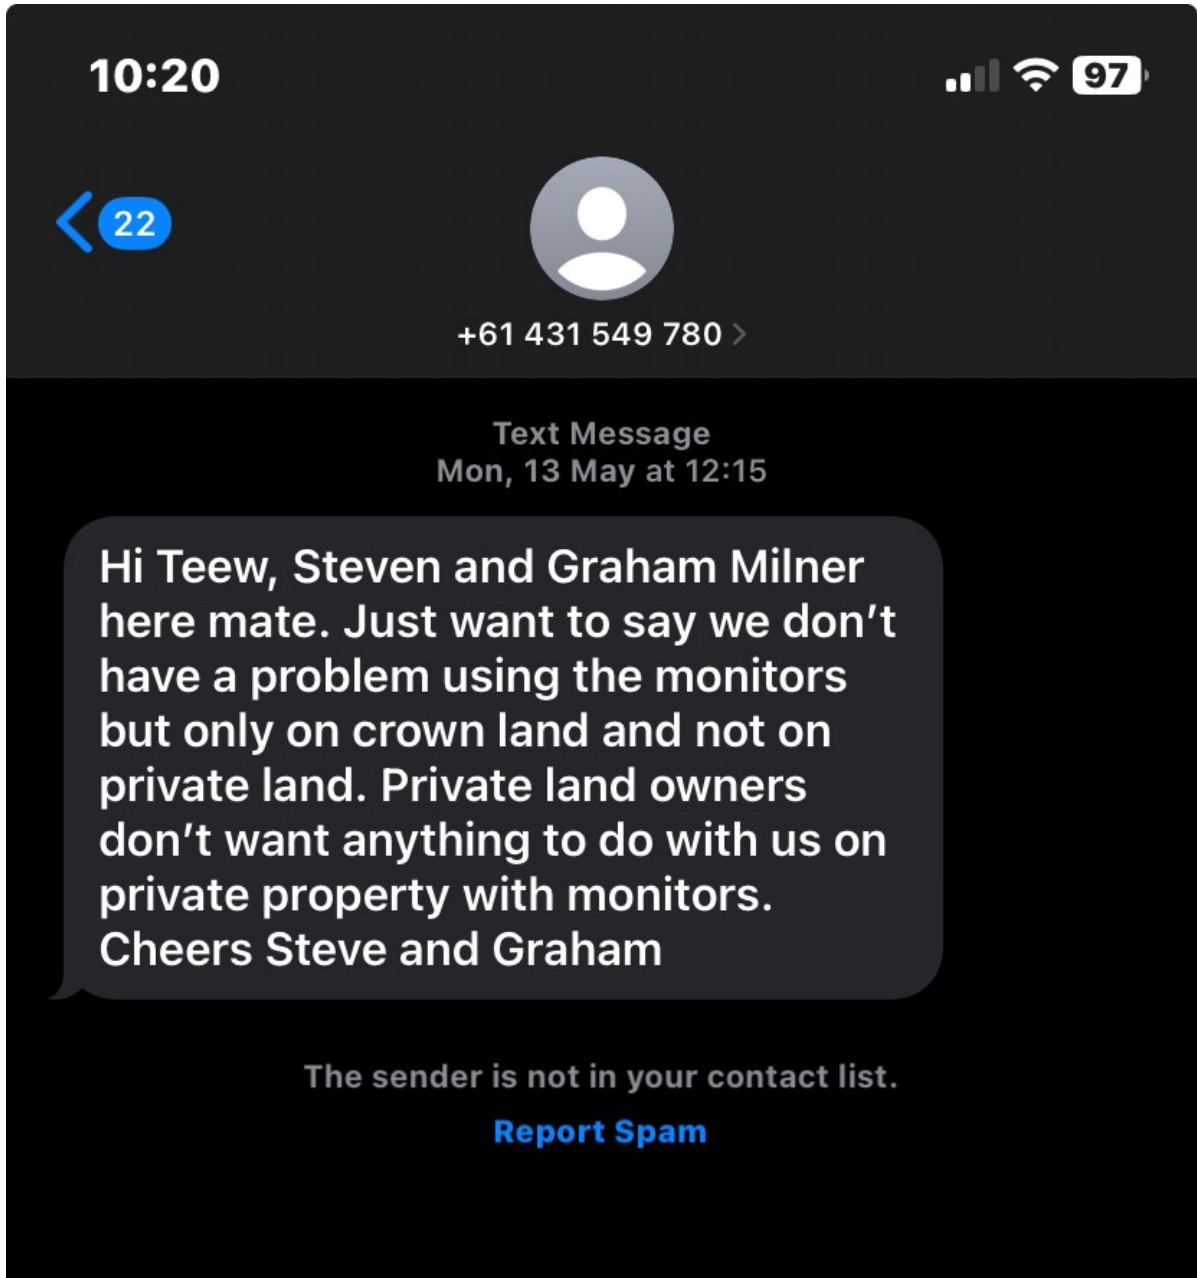 10:20
97
22
+61 431 549 780
Text Message
Mon, 13 May at 12:15
Hi Teew, Steven and Graham Milner
here mate. Just want to say we don’t
have a problem using the monitors
but only on crown land and not on
private land. Private land owners
don’t want anything to do with us on
private property with monitors.
Cheers Steve and Graham
The sender is not in your contact list.
Report Spam